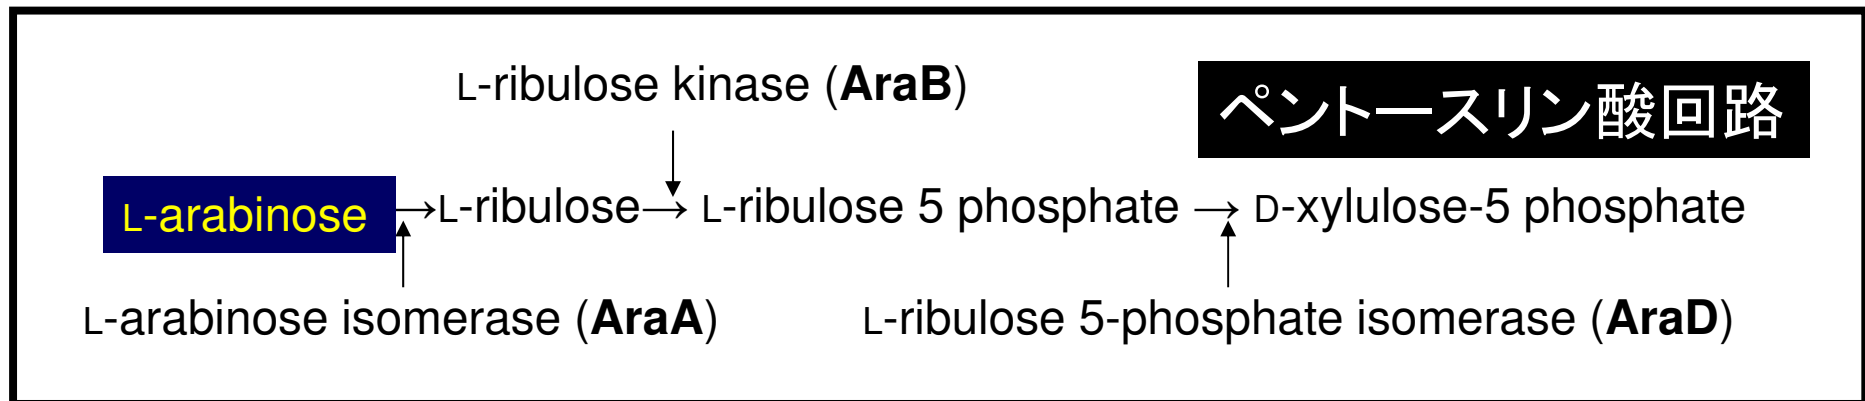 L-ribulose kinase (AraB)
ペントースリン酸回路
L-arabinose →L-ribulose→ L-ribulose 5 phosphate → D-xylulose-5 phosphate
L-arabinose isomerase (AraA)
L-ribulose 5-phosphate isomerase (AraD)